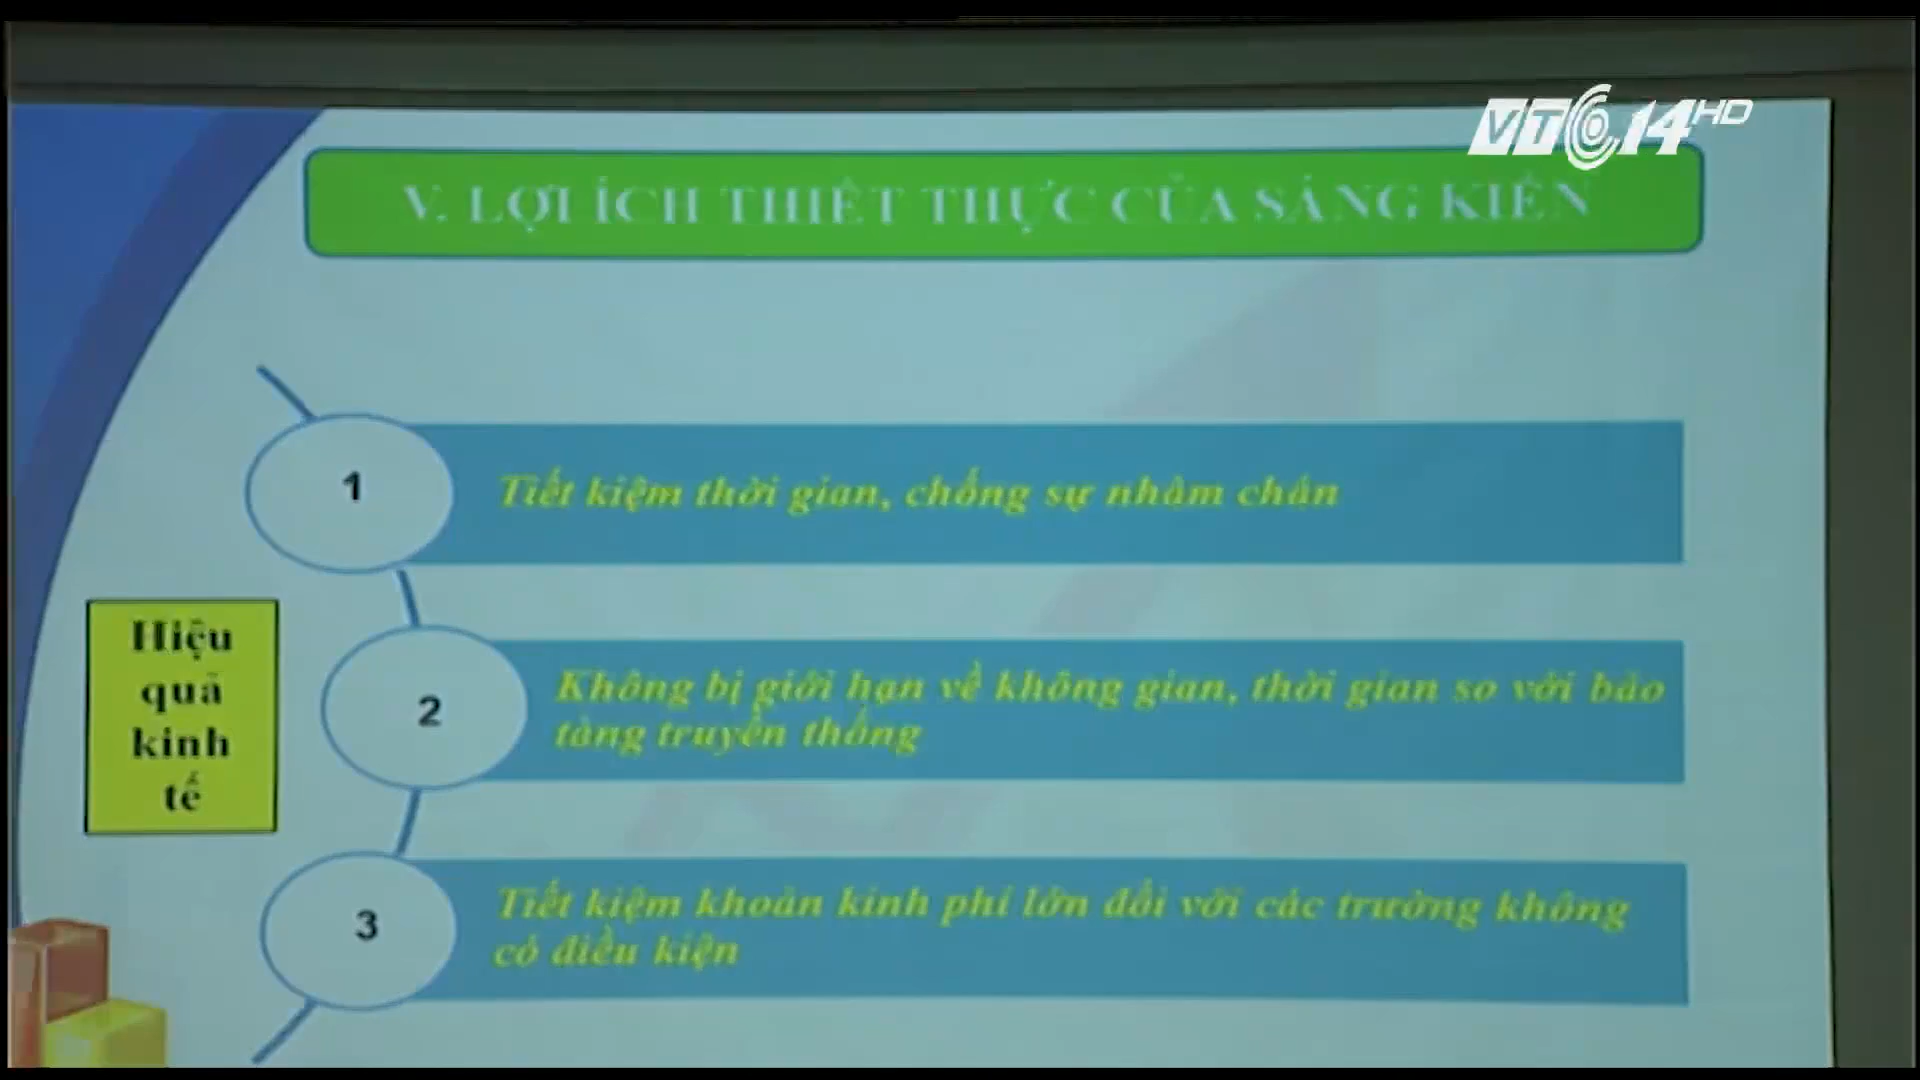 VTC14 HD
V. LỢI ÍCH THIẾT THỰC CỦA SÁNG KIẾN
1
Tiết kiệm thời gian, chống sự nhàm chán
Hiệu
quả
kinh
tế
2
Không bị giới hạn về không gian, thời gian so với bảo
tàng truyền thống
3
Tiết kiệm khoản kinh phí lớn đối với các trường không
có điều kiện